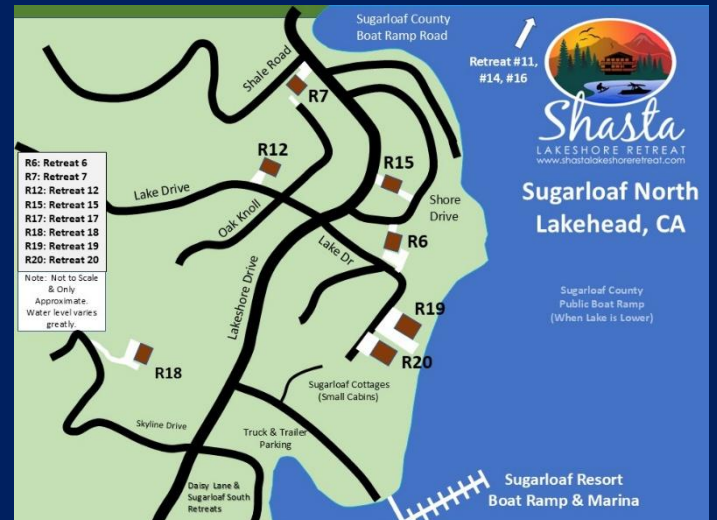 Sugarloaf County
Boat Ramp Road
Retreat #11,
#14, #16
Shasta
LAKESHORE RETREAT
www.shastalakeshoreretreat.com
Sugarloaf North
Lakehead, CA
Shale Road
R7
R12
R15
R6: Retreat 6
R7: Retreat 7
R12: Retreat 12
R15: Retreat 15
R17: Retreat 17
R18: Retreat 18
R19: Retreat 19
R20: Retreat 20
Note: Not to Scale
& Only
Approximate.
Water level varies
greatly.
Lake Drive
Oak Knoll
Shore
Drive
Lake Dr
R6
Lakeshore Drive
Sugarloaf County
Public Boat Ramp
(When Lake is Lower)
R19
R20
R18
Sugarloaf Cottages
(Small Cabins)
Skyline Drive
Truck & Trailer
Parking
Daisy Lane &
Sugarloaf South
Retreats
Sugarloaf Resort
Boat Ramp & Marina